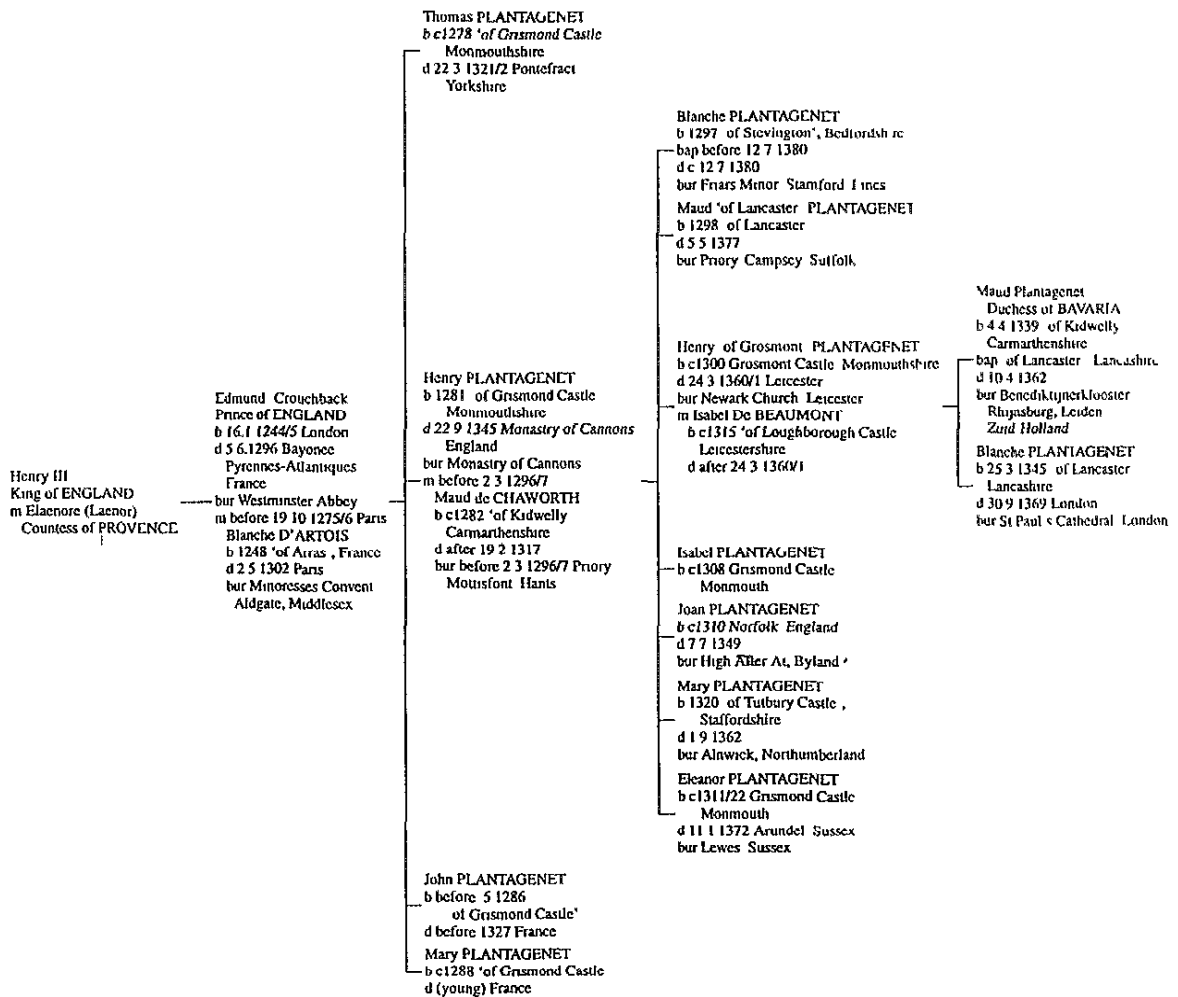 Henry III
King of ENGLAND
m Elaenore (Laenor)
Countess of PROVENCE
Edmund Crouchback
Prince of ENGLAND
b 16.1 1244/5 London
d 5 6.1296 Bayonce
Pyrennes-Atlantiques
France
bur Westminster Abbey
m before 19 10 1275/6 Paris
Blanche D'ARTOIS
b 1248 'of Arras , France
d 2 5 1302 Paris
bur Minoresses Convent
Aldgate, Middlesex
Thomas PLANTAGENET
b c1278 'of Grismond Castle
Monmouthshire
d 22 3 1321/2 Pontefract
Yorkshire
Henry PLANTAGENET
b 1281 of Grismond Castle
Monmouthshire
d 22 9 1345 Monastry of Cannons
England
bur Monastry of Cannons
m before 2 3 1296/7
Maud de CHAWORTH
b c1282 'of Kidwelly
Carmarthenshire
d after 19 2 1317
bur before 2 3 1296/7 Priory
Mottisfont Hants
John PLANTAGENET
b before 5 1286
of Grismond Castle'
d before 1327 France
Mary PLANTAGENET
b c1288 'of Grismond Castle
d (young) France
Blanche PLANTAGENET
b 1297 of Stevington', Bedfordshire
bap before 12 7 1380
d c 12 7 1380
bur Friars Minor Stamford Lincs
Maud 'of Lancaster PLANTAGENET
b 1298 of Lancaster
d 5 5 1377
bur Priory Campsey Suffolk
Henry of Grosmont PLANTAGENET
b c1300 Grosmont Castle Monmouthshire
d 24 3 1360/1 Leicester
bur Newark Church Leicester
m Isabel De BEAUMONT
b c1315 'of Loughborough Castle
Leicestershire
d after 24 3 1360/1
Isabel PLANTAGENET
b c1308 Grismond Castle
Monmouth
Joan PLANTAGENET
b c1310 Norfolk England
d 7 7 1349
bur High After At, Byland
Mary PLANTAGENET
b 1320 of Tutbury Castle ,
Staffordshire
d 1 9 1362
bur Alnwick, Northumberland
Eleanor PLANTAGENET
b c1311/22 Grismond Castle
Monmouth
d 11 1 1372 Arundel Sussex
bur Lewes Sussex
Maud Plantagenet
Duchess of BAVARIA
b 4 4 1339 of Kidwelly
Carmarthenshire
bap of Lancaster Lancashire
d 10 4 1362
bur Benediktijnerklooster
Rhijnsburg, Leiden
Zuid Holland
Blanche PLANTAGENET
b 25 3 1345 of Lancaster
Lancashire
d 30 9 1369 London
bur St Paul s Cathedral London